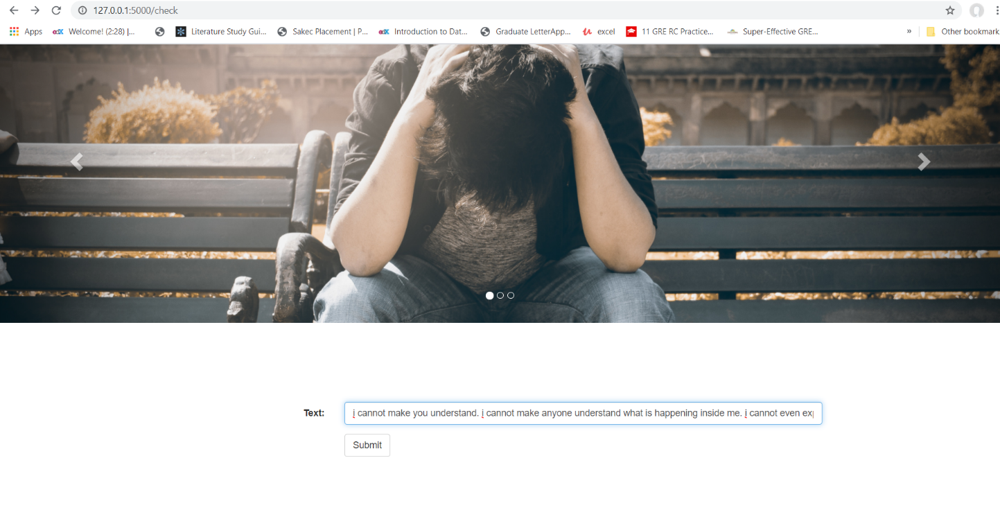 127.0.0.1:5000/check
Apps Welcome! (2:28) |... Literature Study Gui... Sakec Placement | P... Introduction to Dat... Graduate LetterApp... excel 11 GRE RC Practice... Super-Effective GRE... » Other bookmark
Text: i cannot make you understand. i cannot make anyone understand what is happening inside me. i cannot even
Submit